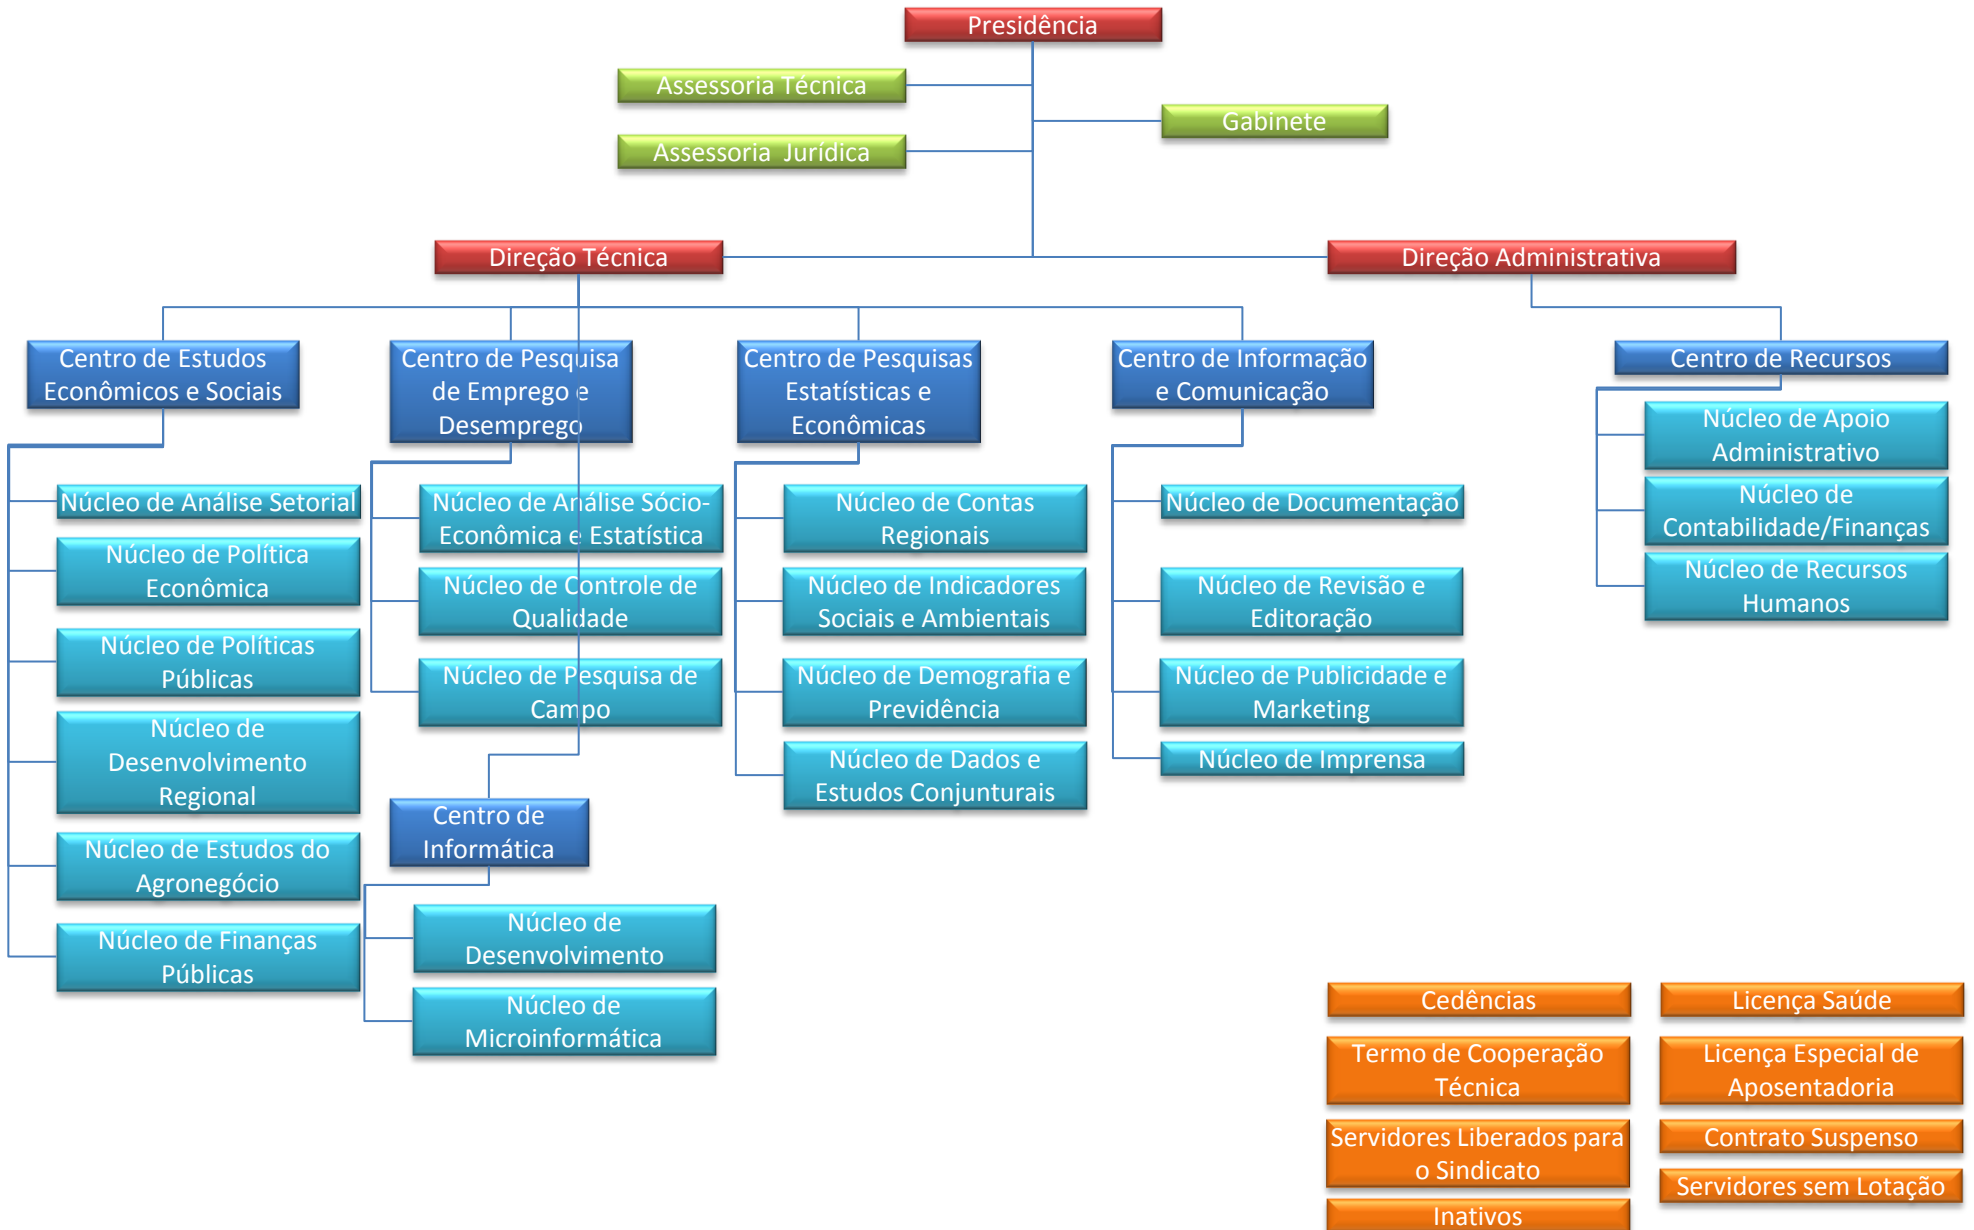 Presidência
Assessoria Técnica
Gabinete
Assessoria Jurídica
Direção Técnica
Direção Administrativa
Centro de Estudos
Econômicos e Sociais
Núcleo de Análise Setorial
Núcleo de Política
Econômica
Núcleo de Políticas
Públicas
Núcleo de
Desenvolvimento
Regional
Núcleo de Estudos do
Agronegócio
Núcleo de Finanças
Públicas
Centro de Pesquisa
de Emprego e
Desemprego
Núcleo de Análise Sócio-
Econômica e Estatística
Núcleo de Controle de
Qualidade
Núcleo de Pesquisa de
Campo
Centro de
Informática
Núcleo de
Desenvolvimento
Núcleo de
Microinformática
Centro de Pesquisas
Estatísticas e
Econômicas
Núcleo de Contas
Regionais
Núcleo de Indicadores
Sociais e Ambientais
Núcleo de Demografia e
Previdência
Núcleo de Dados e
Estudos Conjunturais
Centro de Informação
e Comunicação
Núcleo de Documentação
Núcleo de Revisão e
Editoração
Núcleo de Publicidade e
Marketing
Núcleo de Imprensa
Centro de Recursos
Núcleo de Apoio
Administrativo
Núcleo de
Contabilidade/Finanças
Núcleo de Recursos
Humanos
Cedências
Termo de Cooperação
Técnica
Servidores Liberados para
o Sindicato
Inativos
Licença Saúde
Licença Especial de
Aposentadoria
Contrato Suspenso
Servidores sem Lotação